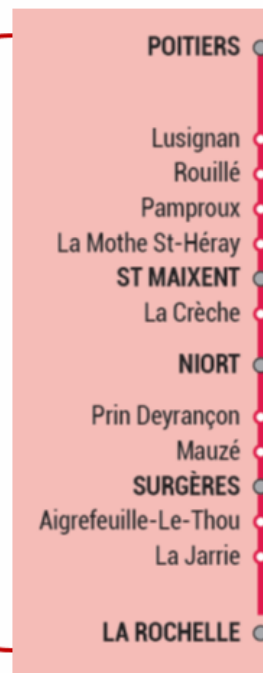 POITIERS
Lusignan
Rouillé
Pamproux
La Mothe St-Héray
ST MAIXENT
La Crèche
NIORT
Prin Deyrançon
Mauzé
SURGÈRES
Aigrefeuille-Le-Thou
La Jarrie
LA ROCHELLE